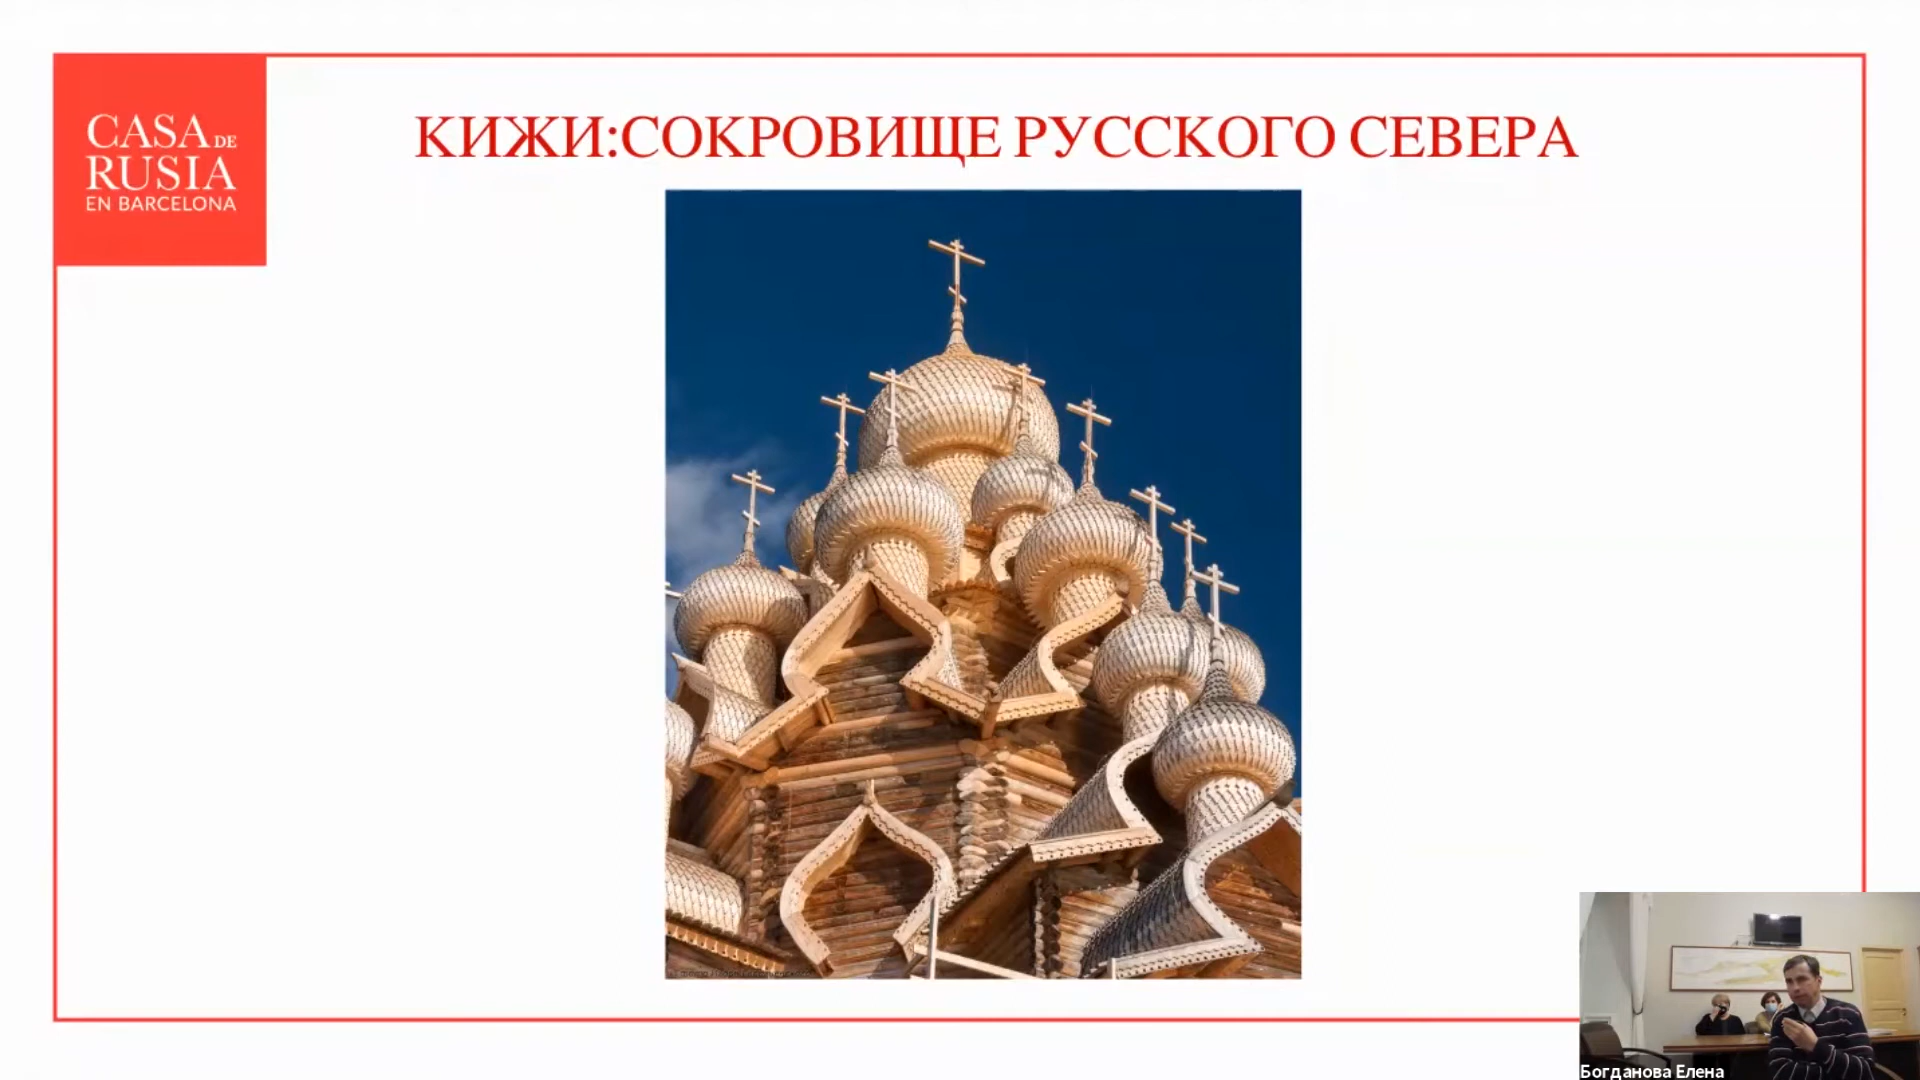 CASA DE
RUSIA
EN BARCELONA
КИЖИ:СОКРОВИЩЕ РУССКОГО СЕВЕРА
Богданова Елена